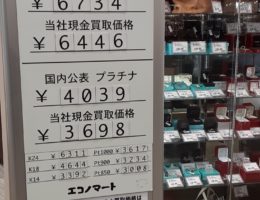 ¥ 6734
当社現金買取価格
¥ 6446
国内公表 プラチナ
¥ 4039
当社現金買取価格
¥ 3698
K24 ¥ 6311 Pt1000 ¥ 3617
K18 ¥ 4644 Pt900 ¥ 3234
K14 ¥ 3392 Pt850 ¥ 3008
エコノマート